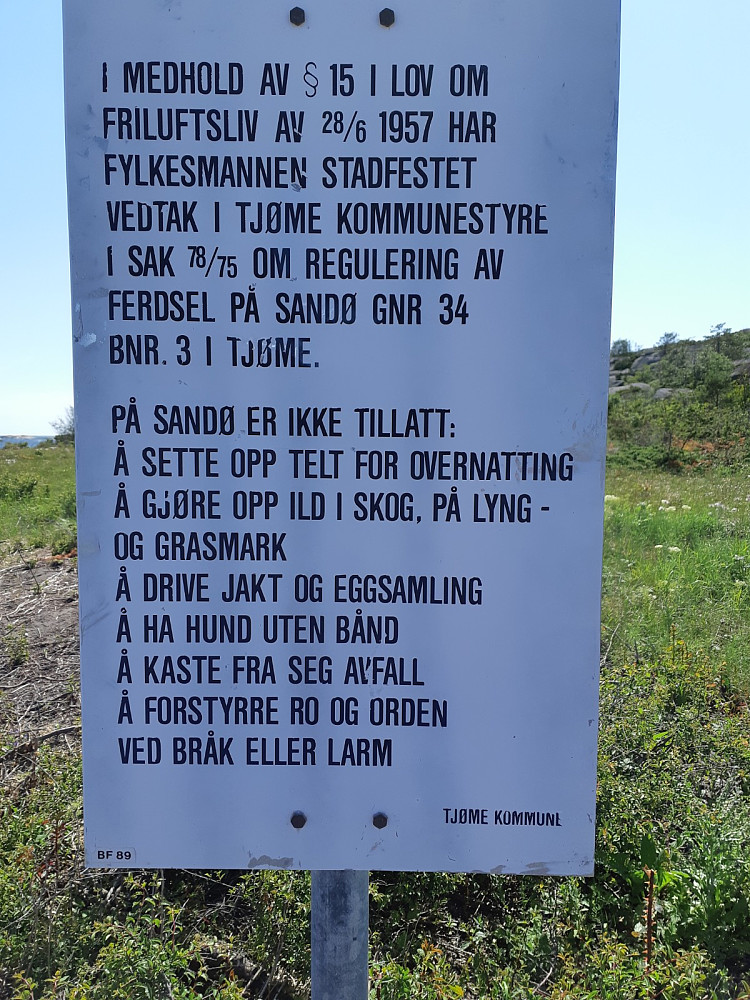 I MEDHOLD AV § 15 I LOV OM
FRILUFTSLIV AV 28/6 1957 HAR
FYLKESMANNEN STADFESTET
VEDTAK I TJØME KOMMUNESTYRE
I SAK 78/75 OM REGULERING AV
FERDSEL PÅ SANDØ GNR 34
BNR. 3 I TJØME.
PÅ SANDØ ER IKKE TILLATT:
Å SETTE OPP TELT FOR OVERNATTING
Å GJØRE OPP ILD I SKOG, PÅ LYNG -
OG GRASMARK
Å DRIVE JAKT OG EGGSAMLING
Å HA HUND UTEN BÅND
Å KASTE FRA SEG AVFALL
Å FORSTYRRE RO OG ORDEN
VED BRÅK ELLER LARM
TJØME KOMMUNE
BF 89